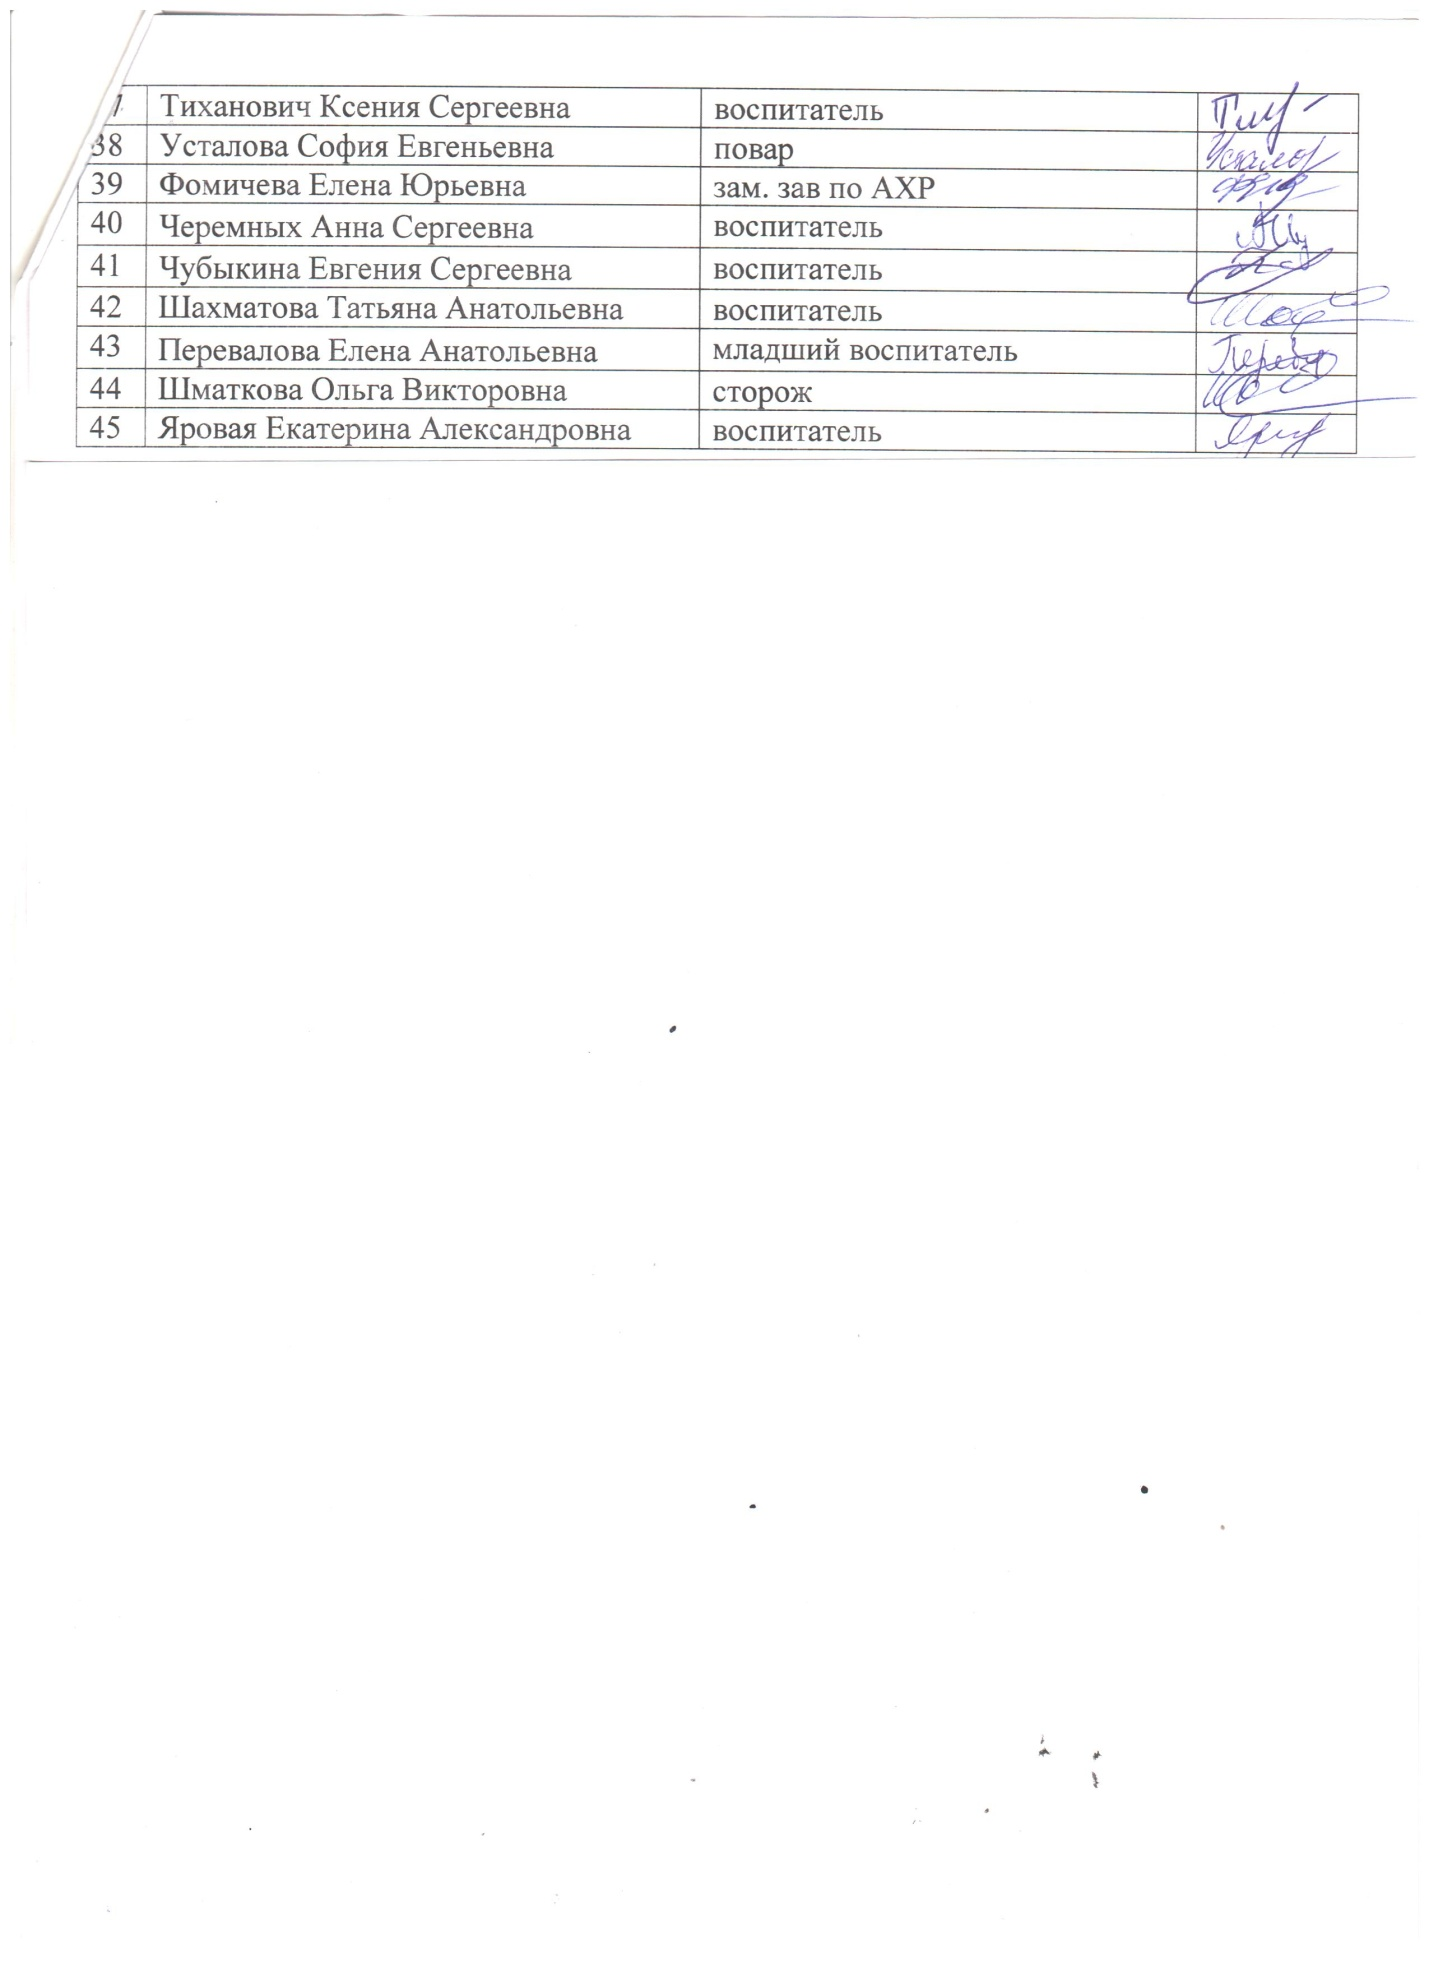 Тиханович Ксения Сергеевна воспитатель
38 Усталова София Евгеньевна повар
39 Фомичева Елена Юрьевна зам. зав по АХР
40 Черемных Анна Сергеевна воспитатель
41 Чубыкина Евгения Сергеевна воспитатель
42 Шахматова Татьяна Анатольевна воспитатель
43 Перевалова Елена Анатольевна младший воспитатель
44 Шматкова Ольга Викторовна сторож
45 Яровая Екатерина Александровна воспитатель